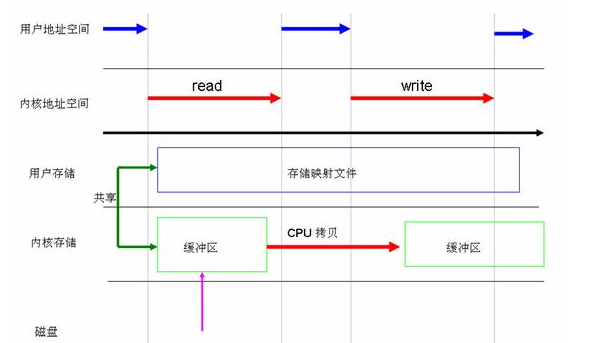 用户地址空间
read
write
内核地址空间
用户存储
存储映射文件
共享
内核存储
缓冲区
CPU 拷贝
缓冲区
磁盘